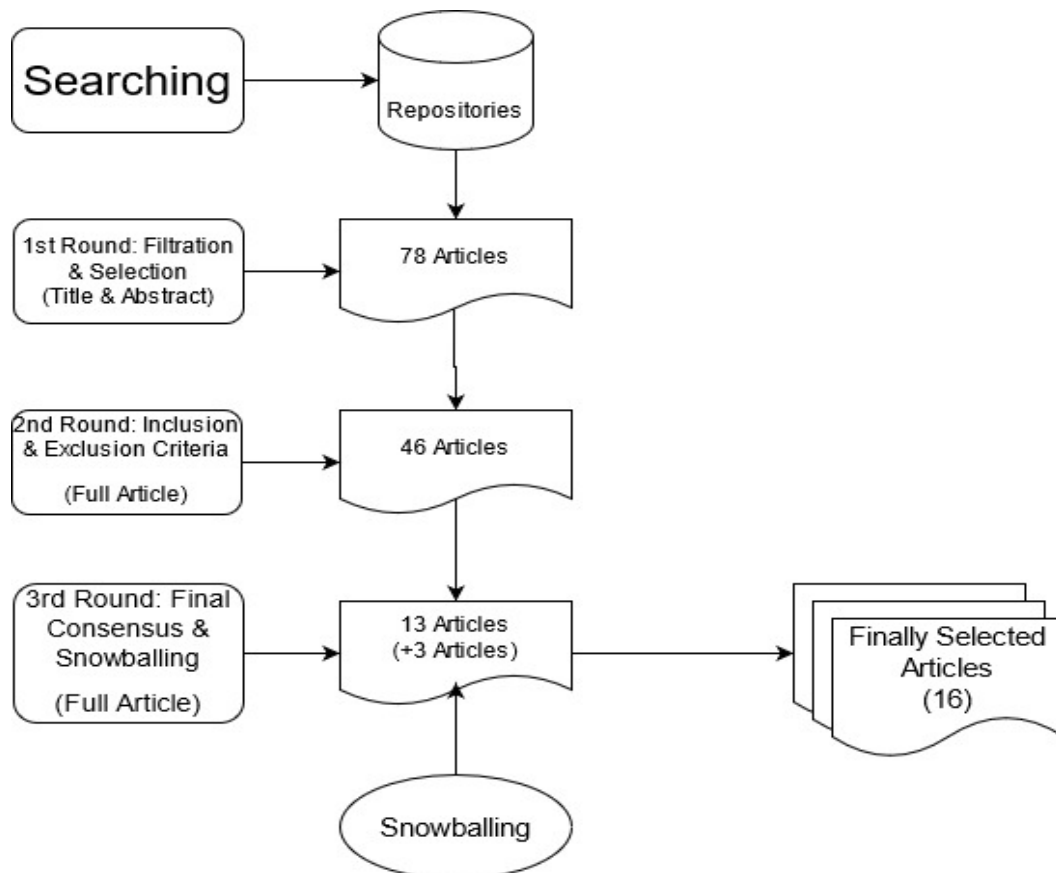 Searching
Repositories
1st Round: Filtration
& Selection
(Title & Abstract)
78 Articles
2nd Round: Inclusion
& Exclusion Criteria
(Full Article)
46 Articles
3rd Round: Final
Consensus &
Snowballing
(Full Article)
13 Articles
(+3 Articles)
Finally Selected
Articles
(16)
Snowballing